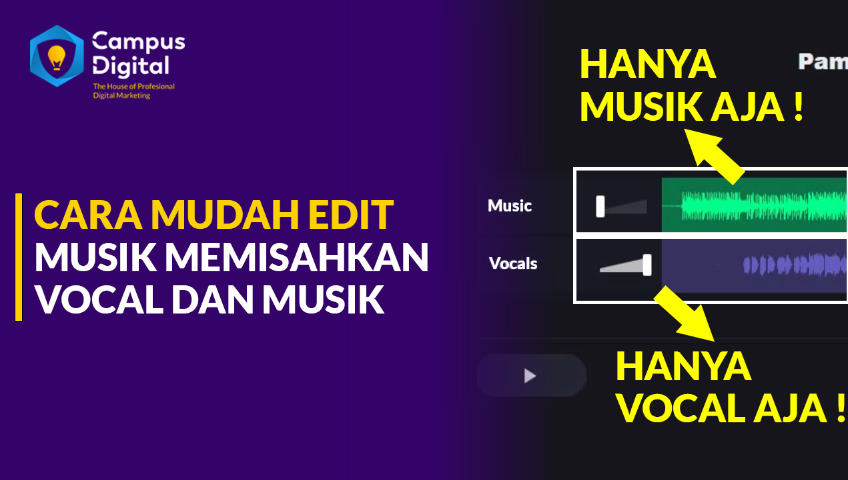 Campus
Digital
The House of Profesional
Digital Marketing
CARA MUDAH EDIT
MUSIK MEMISAHKAN
VOCAL DAN MUSIK
Pam
HANYA
MUSIK AJA !
Music
Vocals
HANYA
VOCAL AJA !